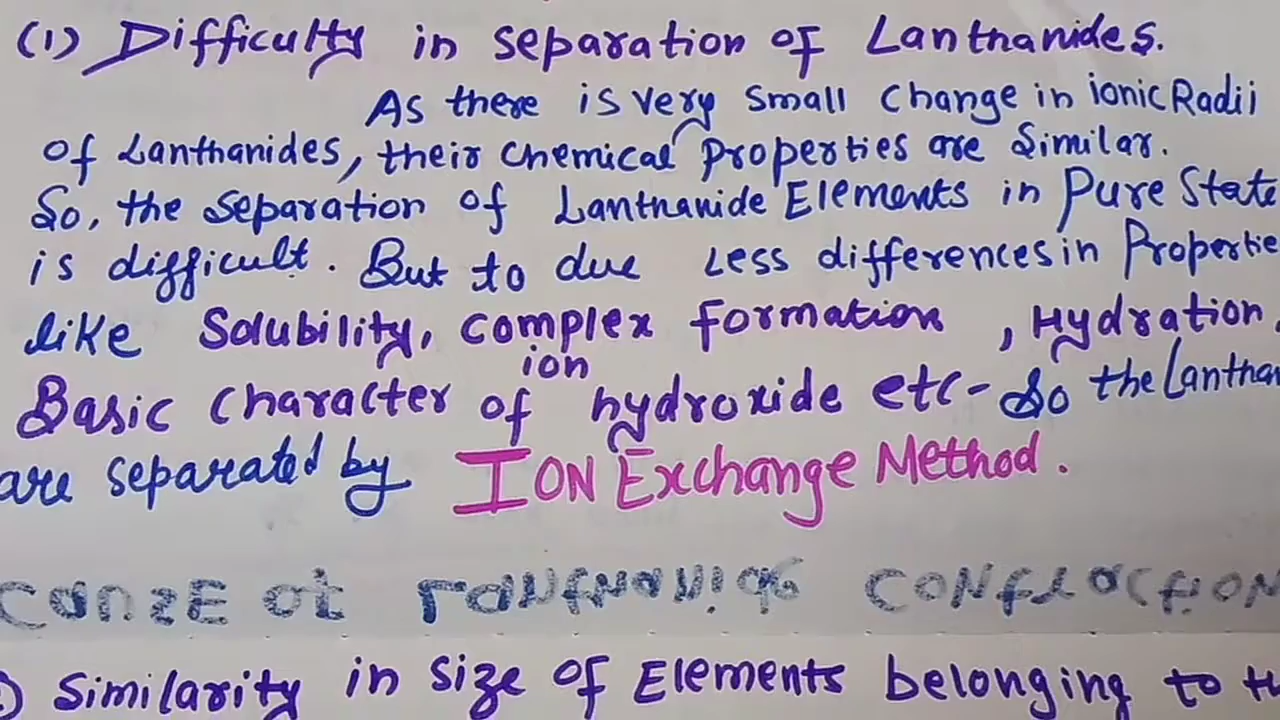 (1) Difficulty in separation of Lanthanides.
As there is very small change in ionic Radii
of Lanthanides, their chemical properties are similar.
So, the separation of Lanthanide Elements in Pure State
is difficult. But to due less differences in Propertie
like Solubility, complex formation, Hydration,
ion
Basic character of hydroxide etc- So the Lanthan
are separated by ION Exchange Method.
Similarity in size of Elements belonging to